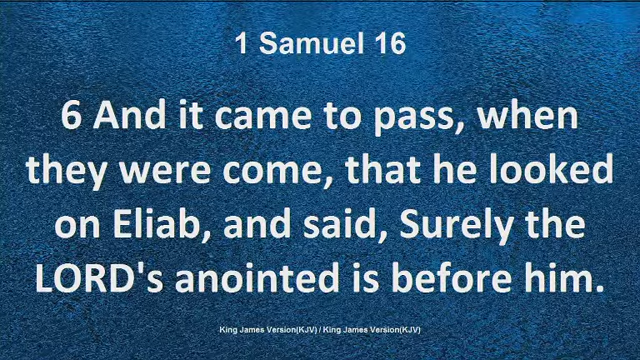 1 Samuel 16
6 And it came to pass, when
they were come, that he looked
on Eliab, and said, Surely the
LORD's anointed is before him.
King James Version(KJV) / King James Version(KJV)